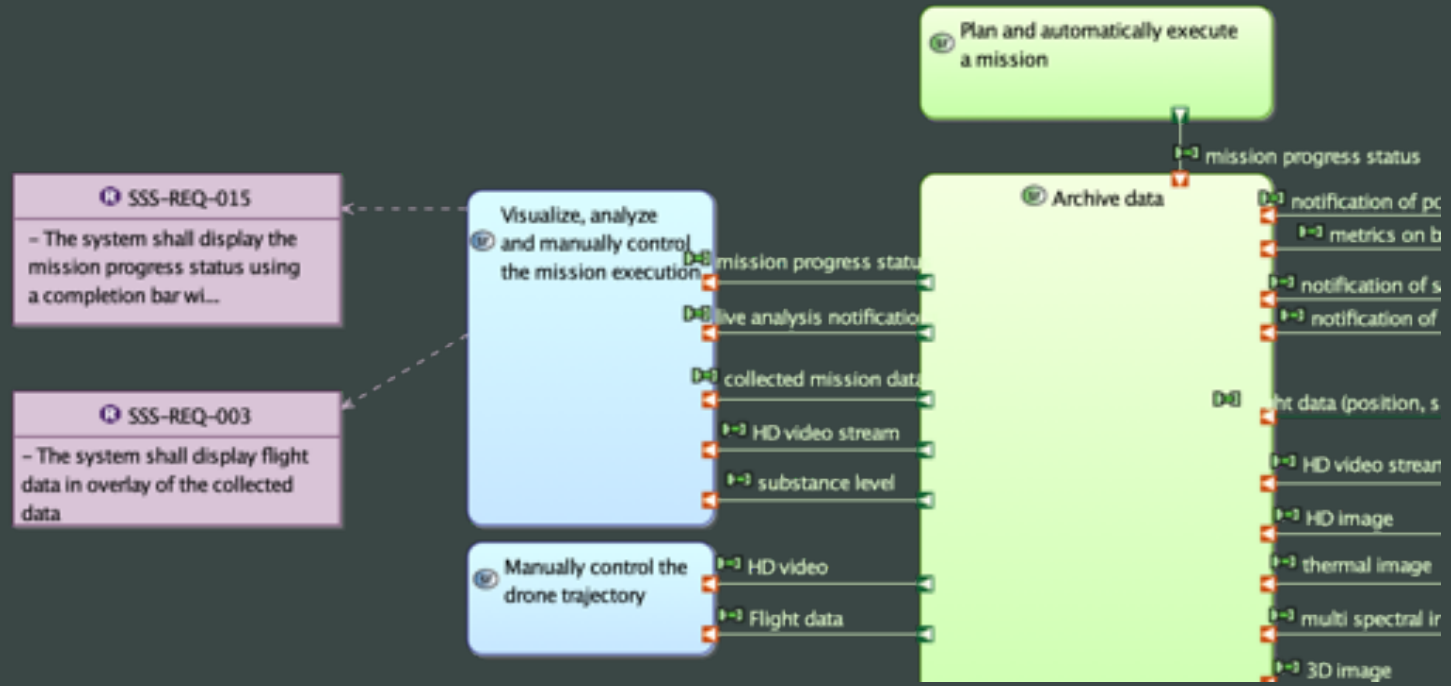 Plan and automatically execute
a mission
mission progress status
SSS-REQ-015
- The system shall display the
mission progress status using
a completion bar wi...
SSS-REQ-003
- The system shall display flight
data in overlay of the collected
data
Visualize, analyze
and manually control
the mission execution
mission progress statu
live analysis notificatio
collected mission data
HD video stream
substance level
Manually control the
drone trajectory
HD video
Flight data
Archive data
notification of po
metrics on b
notification of s
notification of
ht data (position, s
HD video stream
HD image
thermal image
multi spectral in
3D image